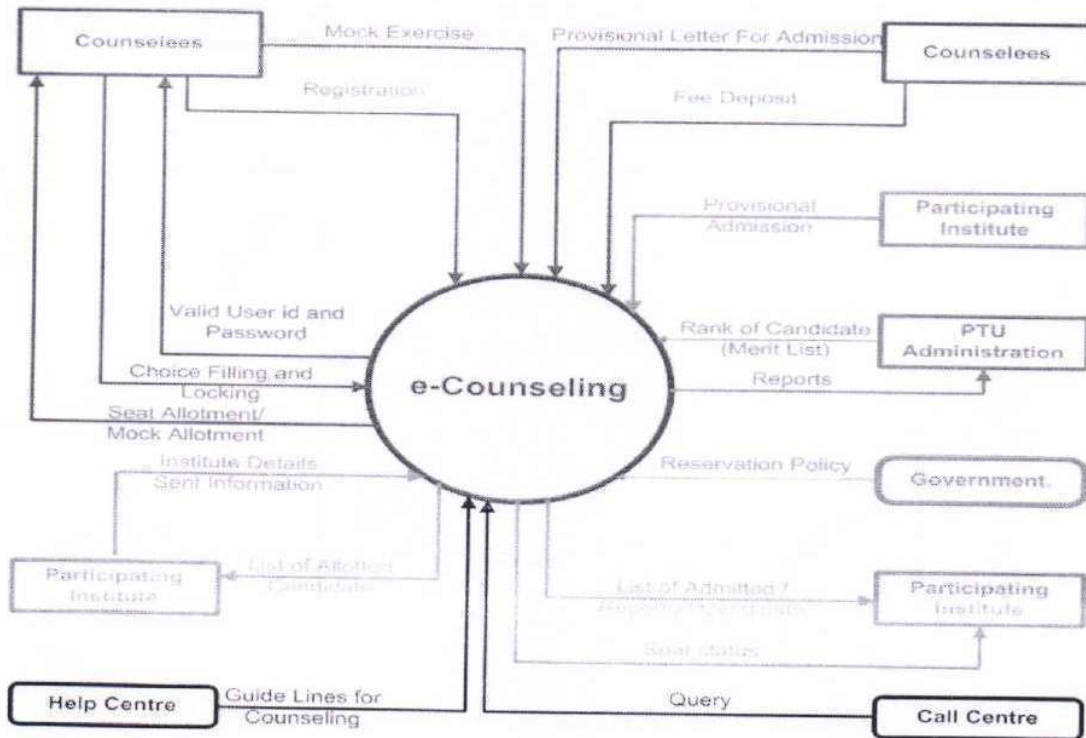 Counselees
Mock Exercise
Provisional Letter For Admission
Counselees
Registration
Fee Deposit
Provisional
Admission
Participating
Institute
Valid User id and
Password
Rank of Candidate
(Merit List)
PTU
Administration
Choice Filling and
Locking
e-Counseling
Reports
Seat Allotment/
Mock Allotment
Institute Details
Sent Information
Reservation Policy
Government.
Participating
Institute
List of Allotted
Candidate
List of Admitted /
Candidate
Participating
Institute
Seat status
Help Centre
Guide Lines for
Counseling
Query
Call Centre